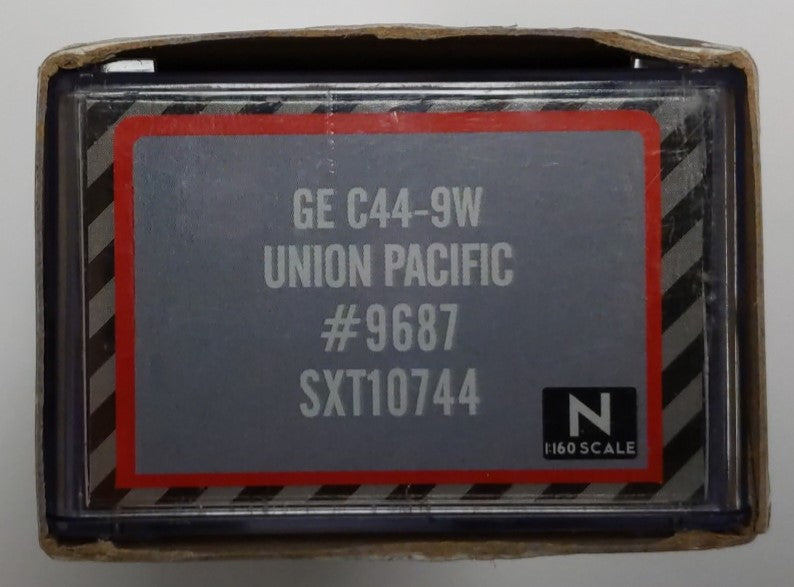 GE C44-9W
UNION PACIFIC
#9687
SXT10744
N
1:160 SCALE